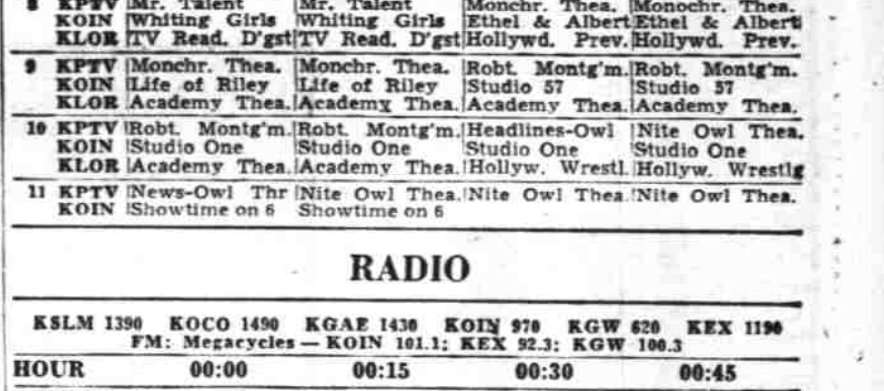 8 KPTV Mr. Talent Mr. Talent Monchr. Thea. Monochr. Thea.
KOIN Whiting Girls Whiting Girls Ethel & Albert Ethel & Albert
KLOR TV Read. D'gst TV Read. D'gst Hollywd. Prev. Hollywd. Prev.
9 KPTV Monchr. Thea. Monchr. Thea. Robt. Montg'm. Robt. Montg'm.
KOIN Life of Riley Life of Riley Studio 57 Studio 57
KLOR Academy Thea. Academy Thea. Academy Thea. Academy Thea.
10 KPTV Robt. Montg'm. Robt. Montg'm. Headlines-Owl Nite Owl Thea.
KOIN Studio One Studio One Studio One Studio One
KLOR Academy Thea. Academy Thea. Hollyw. Wrestl. Hollyw. Wrestlg
11 KPTV News-Owl Thr Nite Owl Thea. Nite Owl Thea. Nite Owl Thea.
KOIN Showtime on 6 Showtime on 6
RADIO
KSLM 1390 KOCO 1490 KGAE 1430 KOIN 970 KGW 620 KEX 1190
FM: Megacycles — KOIN 101.1; KEX 92.3; KGW 100.3
HOUR 00:00 00:15 00:30 00:45